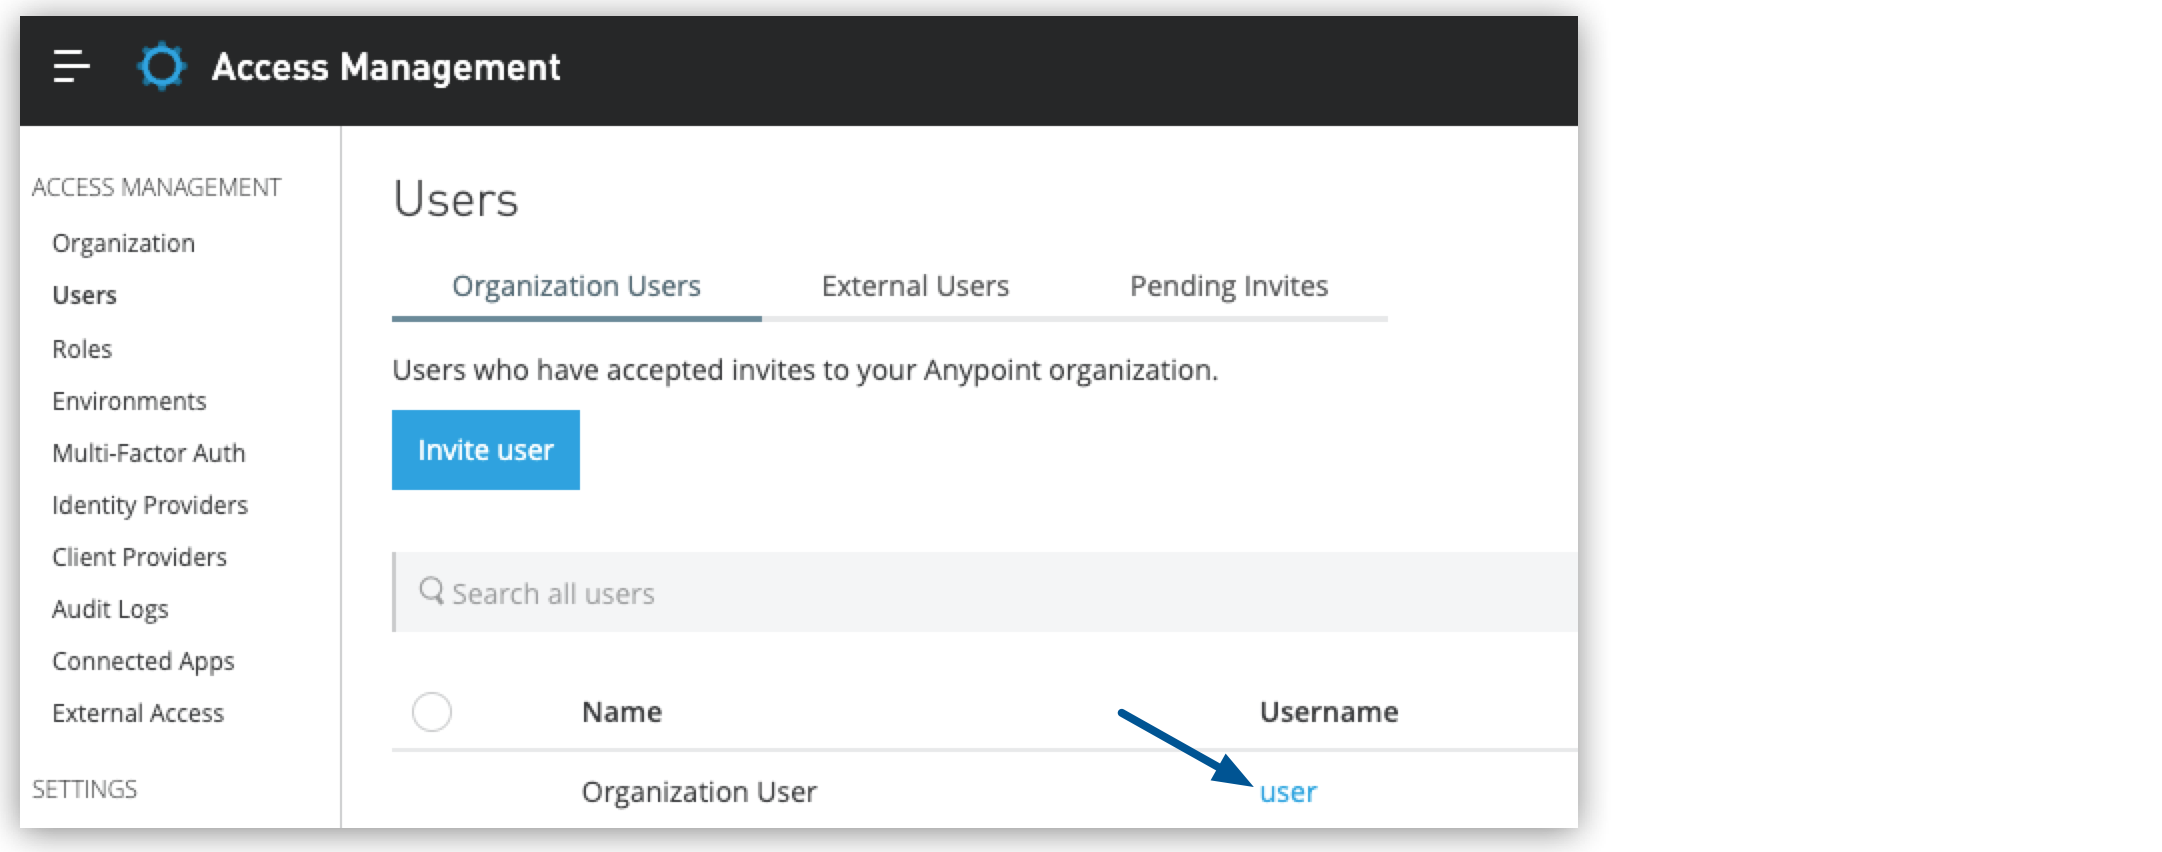 Access Management
ACCESS MANAGEMENT
Organization
Users
Roles
Environments
Multi-Factor Auth
Identity Providers
Client Providers
Audit Logs
Connected Apps
External Access
SETTINGS
Users
Organization Users External Users Pending Invites
Users who have accepted invites to your Anypoint organization.
Invite user
Search all users
Name Username
Organization User user